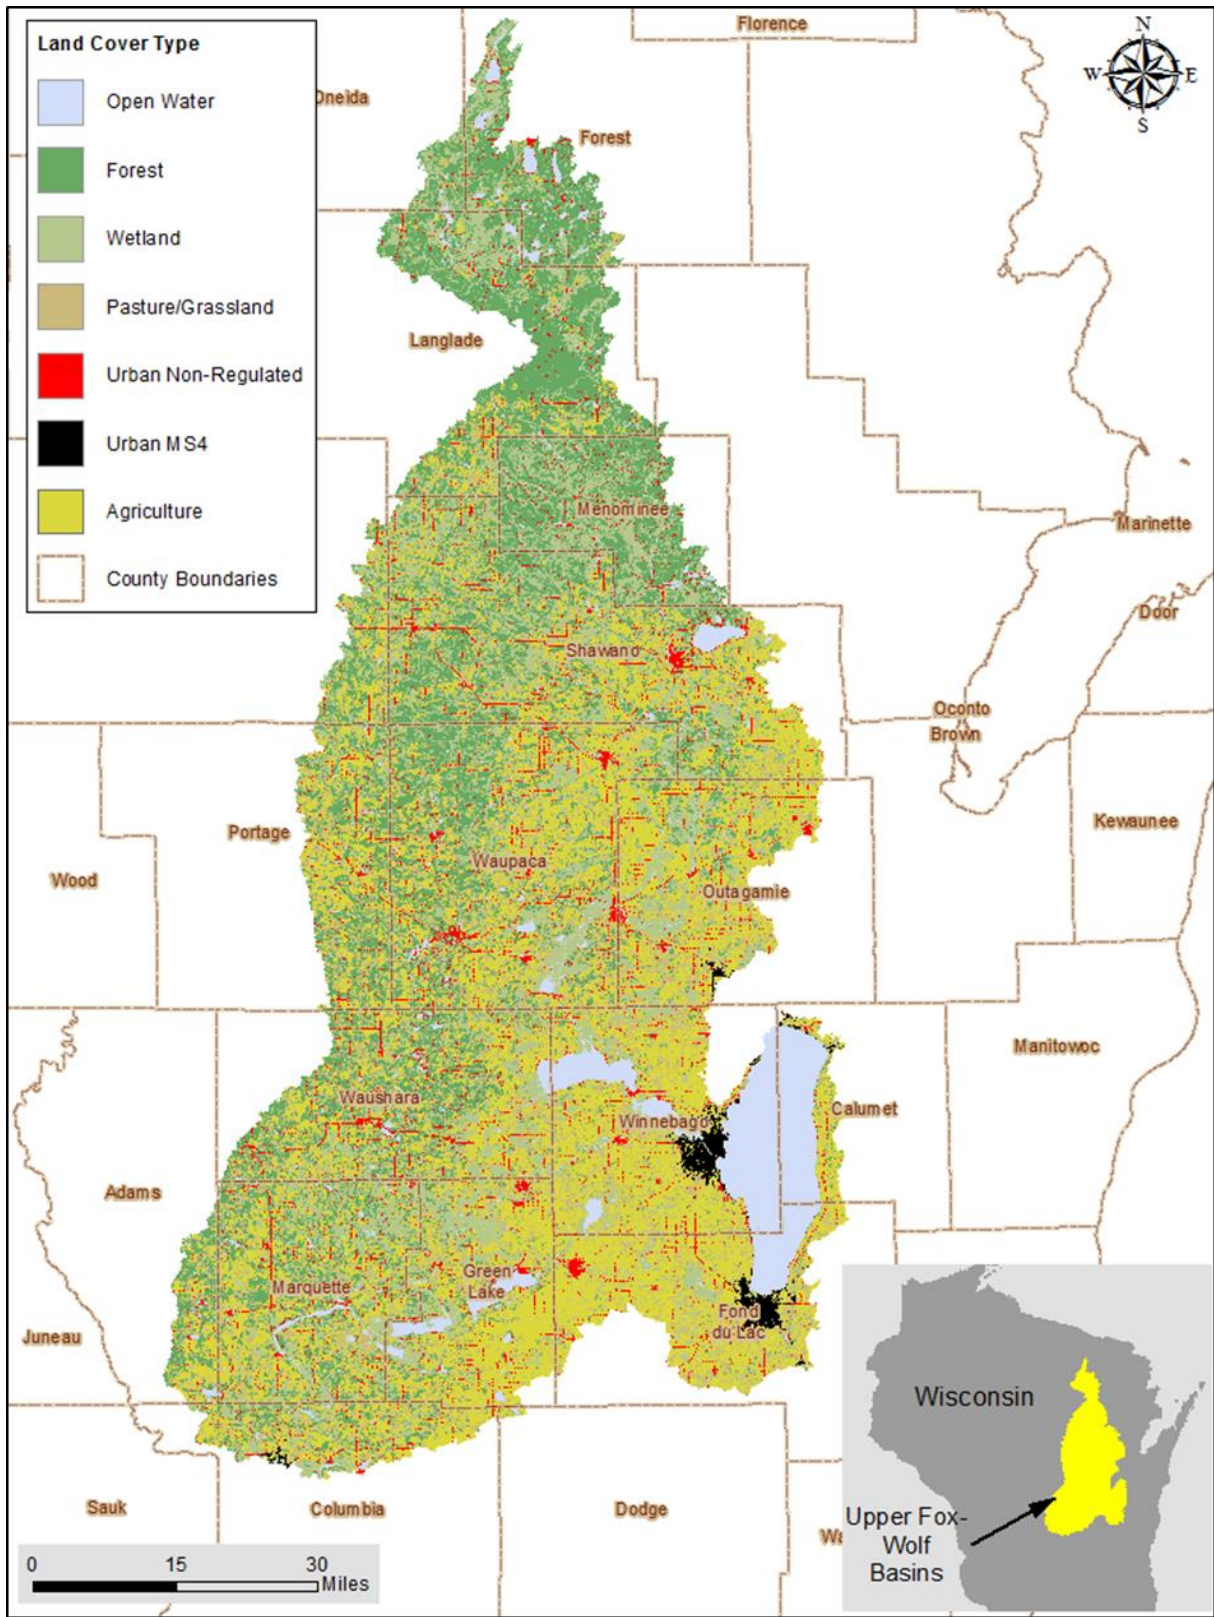 Land Cover Type
Open Water
Forest
Wetland
Pasture/Grassland
Urban Non-Regulated
Urban MS4
Agriculture
County Boundaries
Florence
N
W E
S
Oneida
Forest
Langlade
Menominee
Marinette
Door
Shawano
Oconto
Brown
Kewaunee
Portage
Waupaca
Wood
Outagamie
Manitowoc
Waushara
Winnebago
Calumet
Adams
Marquette
Green
Lake
Fond
du Lac
Juneau
Sauk
Columbia
Dodge
Wa
Wisconsin
Upper Fox-
Wolf
Basins
0 15 30
Miles